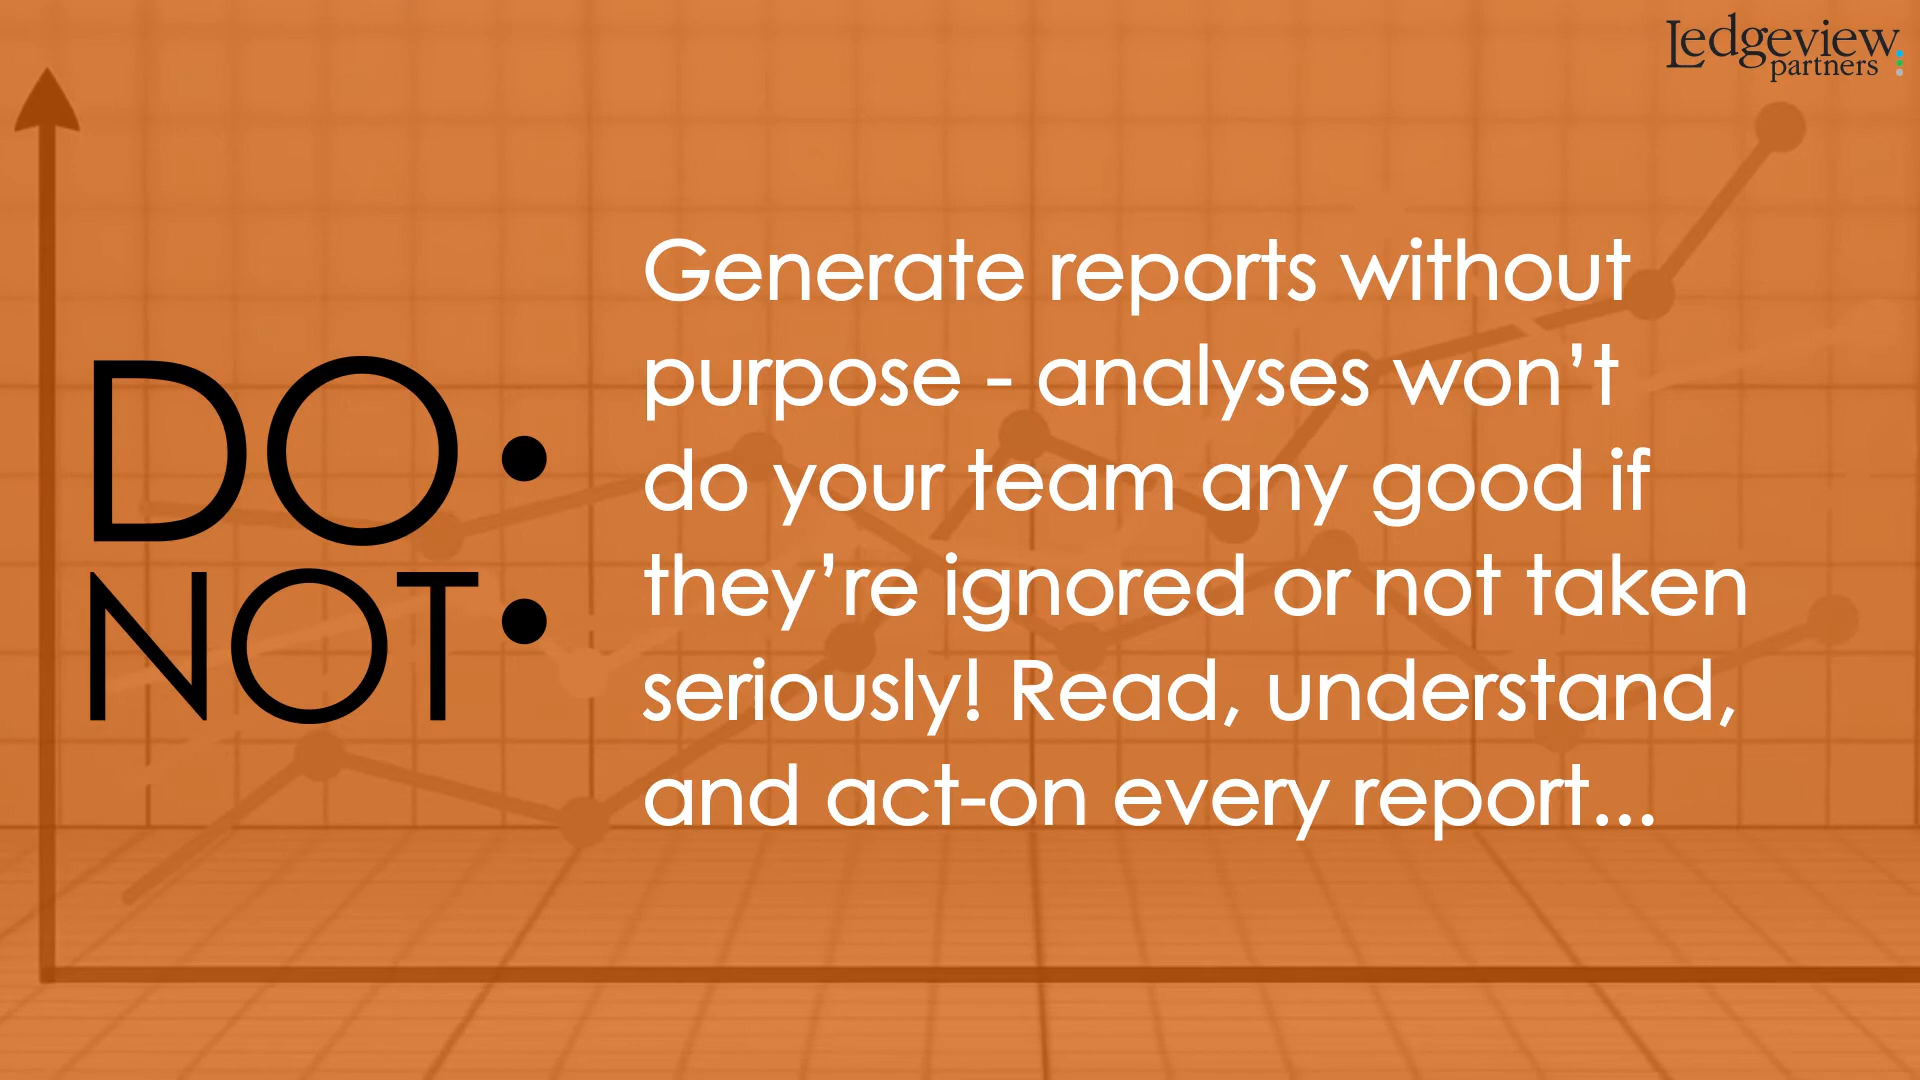 Ledgeview
partners
DO
NOT:
Generate reports without
purpose - analyses won’t
do your team any good if
they’re ignored or not taken
seriously! Read, understand,
and act-on every report...